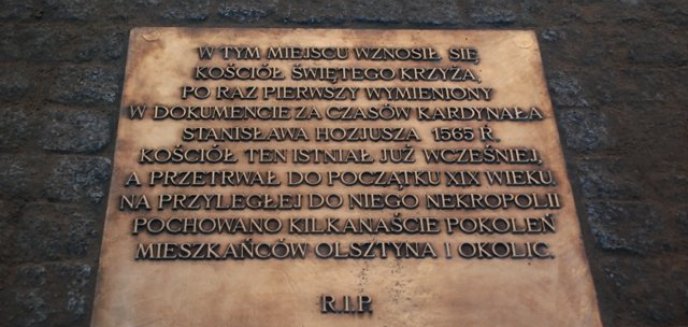 W TYM MIEJSCU WZNOSIŁ SIĘ
KOŚCIÓŁ ŚWIĘTEGO KRZYŻA
PO RAZ PIERWSZY WYMIENIONY
W DOKUMENCIE ZA CZASÓW KARDYNAŁA
STANISŁAWA HOZJUSZA 1565 R.
KOŚCIÓŁ TEN ISTNIAŁ JUŻ WCZEŚNIEJ,
A PRZETRWAŁ DO POCZĄTKU XIX WIEKU.
NA PRZYLEGŁEJ DO NIEGO NEKROPOLII
POCHOWANO KILKANAŚCIE POKOLEŃ
MIESZKAŃCÓW OLSZTYNA I OKOLIC.
R.I.P.